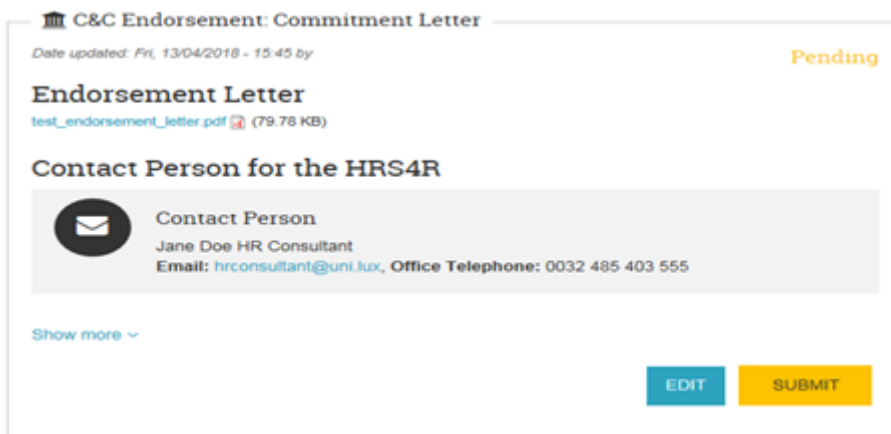 C&C Endorsement: Commitment Letter
Date updated: Fri, 13/04/2018 - 15:45 by
Pending
Endorsement Letter
test_endorsement_letter.pdf (79.78 KB)
Contact Person for the HRS4R
Contact Person
Jane Doe HR Consultant
Email: hrconsultant@uni.lux, Office Telephone: 0032 485 403 555
Show more
EDIT
SUBMIT